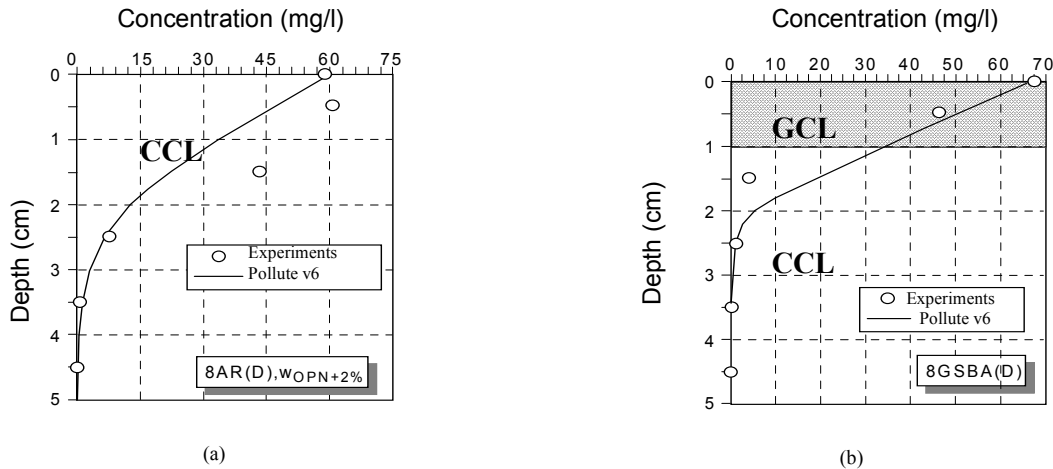 Concentration (mg/l)
0 15 30 45 60 75
0
1
2
3
4
5
Depth (cm)
CCL
Experiments
Pollute v6
8AR(D),wOPN+2%
(a)
Concentration (mg/l)
0 10 20 30 40 50 60 70
0
1
2
3
4
5
Depth (cm)
GCL
CCL
Experiments
Pollute v6
8GSBA(D)
(b)